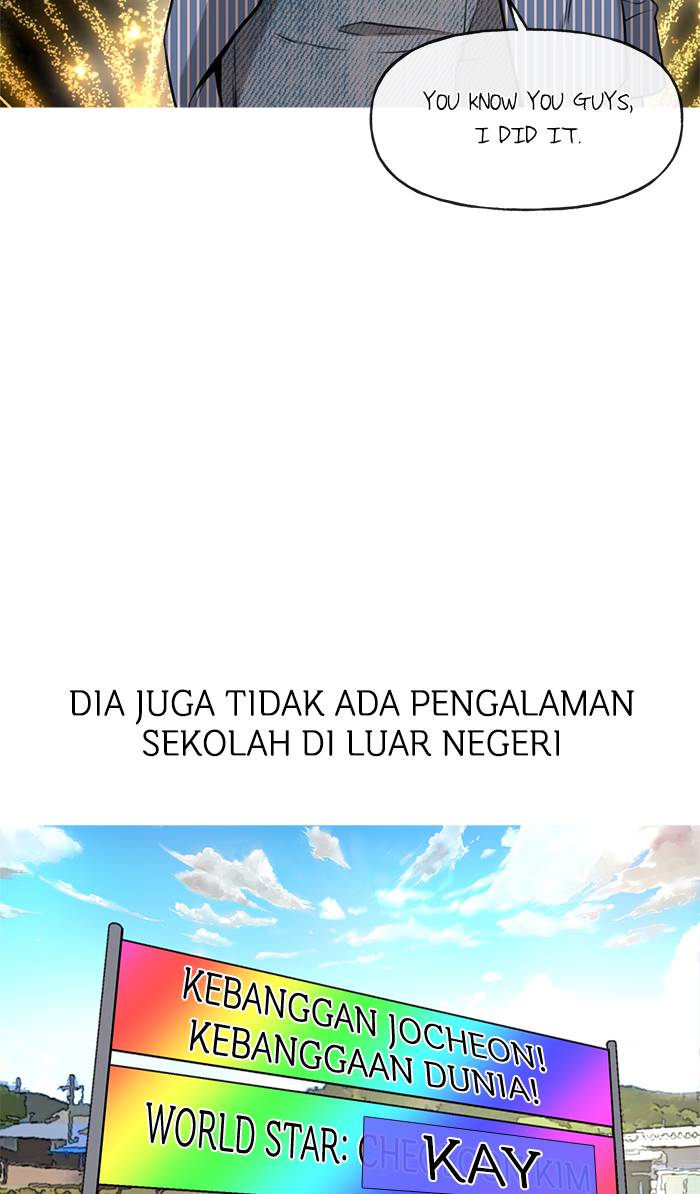 YOU KNOW YOU GUYS,
I DID IT.
DIA JUGA TIDAK ADA PENGALAMAN
SEKOLAH DI LUAR NEGERI
KEBANGGAN JOCHEON!
KEBANGGAAN DUNIA!
WORLD STAR: KAY
KIM